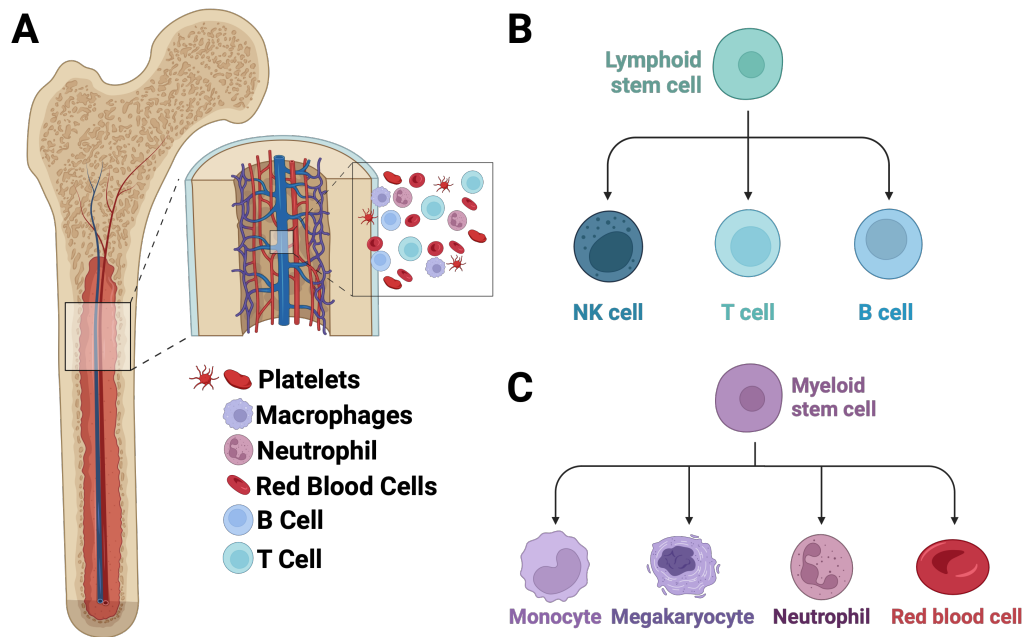 A
Platelets
Macrophages
Neutrophil
Red Blood Cells
B Cell
T Cell
B
Lymphoid
stem cell
NK cell
T cell
B cell
C
Myeloid
stem cell
Monocyte
Megakaryocyte
Neutrophil
Red blood cell